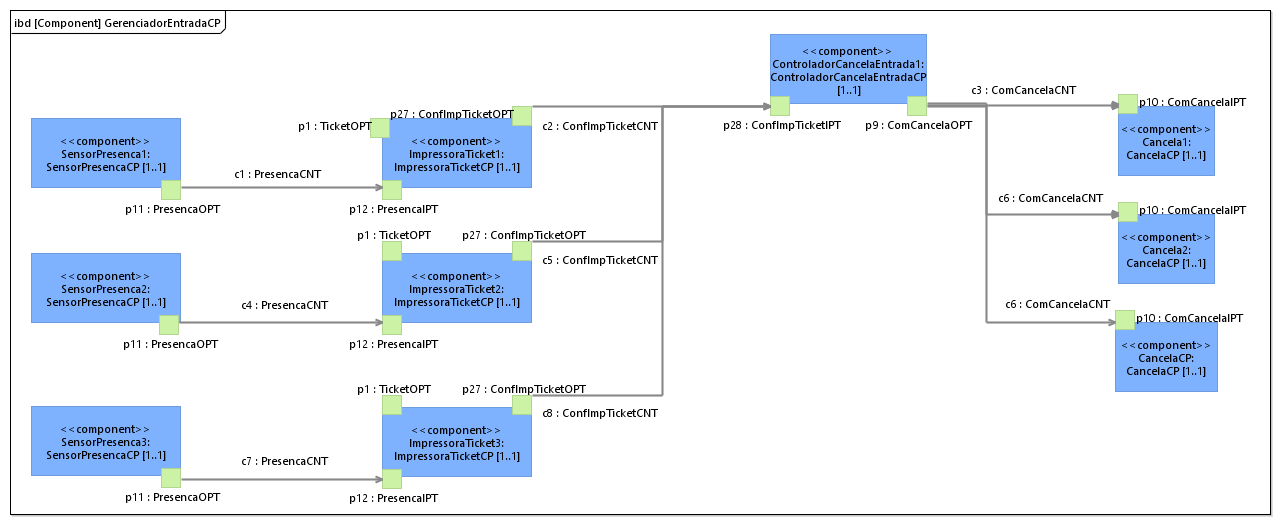 ibd [Component] GerenciadorEntradaCP
<<component>>
ControladorCancelaEntrada1:
ControladorCancelaEntradaCP
[1..1]
p28 : ConfImpTicketIPT
p9 : ComCancelaOPT
<<component>>
SensorPresenca1:
SensorPresencaCP [1..1]
p11 : PresencaOPT
c1 : PresencaCNT
p1 : TicketOPT
p27 : ConfImpTicketOPT
<<component>>
ImpressoraTicket1:
ImpressoraTicketCP [1..1]
p12 : PresencaIPT
c2 : ConfImpTicketCNT
c3 : ComCancelaCNT
p10 : ComCancelaIPT
<<component>>
Cancela1:
CancelaCP [1..1]
<<component>>
SensorPresenca2:
SensorPresencaCP [1..1]
p11 : PresencaOPT
c4 : PresencaCNT
p1 : TicketOPT
p27 : ConfImpTicketOPT
<<component>>
ImpressoraTicket2:
ImpressoraTicketCP [1..1]
p12 : PresencaIPT
c5 : ConfImpTicketCNT
c6 : ComCancelaCNT
p10 : ComCancelaIPT
<<component>>
Cancela2:
CancelaCP [1..1]
c6 : ComCancelaCNT
p10 : ComCancelaIPT
<<component>>
CancelaCP:
CancelaCP [1..1]
<<component>>
SensorPresenca3:
SensorPresencaCP [1..1]
p11 : PresencaOPT
c7 : PresencaCNT
p1 : TicketOPT
p27 : ConfImpTicketOPT
<<component>>
ImpressoraTicket3:
ImpressoraTicketCP [1..1]
p12 : PresencaIPT
c8 : ConfImpTicketCNT